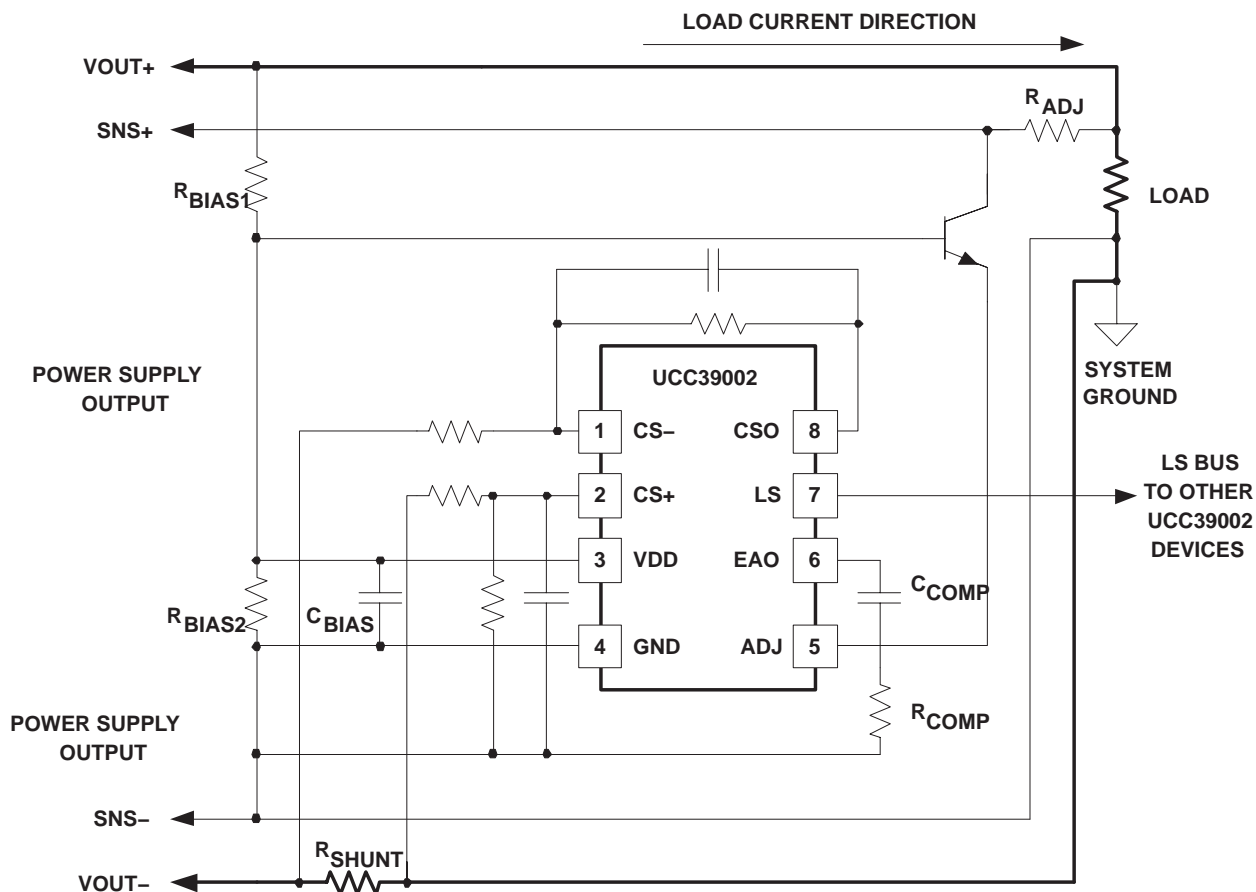 LOAD CURRENT DIRECTION
VOUT+
RADJ
SNS+
RBIAS1
LOAD
POWER SUPPLY
OUTPUT
UCC39002
SYSTEM
GROUND
1 CS–
CSO 8
2 CS+
LS 7
LS BUS
TO OTHER
UCC39002
DEVICES
3 VDD
EAO 6
CCOMP
RBIAS2
CBIAS
4 GND
ADJ 5
RCOMP
POWER SUPPLY
OUTPUT
SNS–
RSHUNT
VOUT–